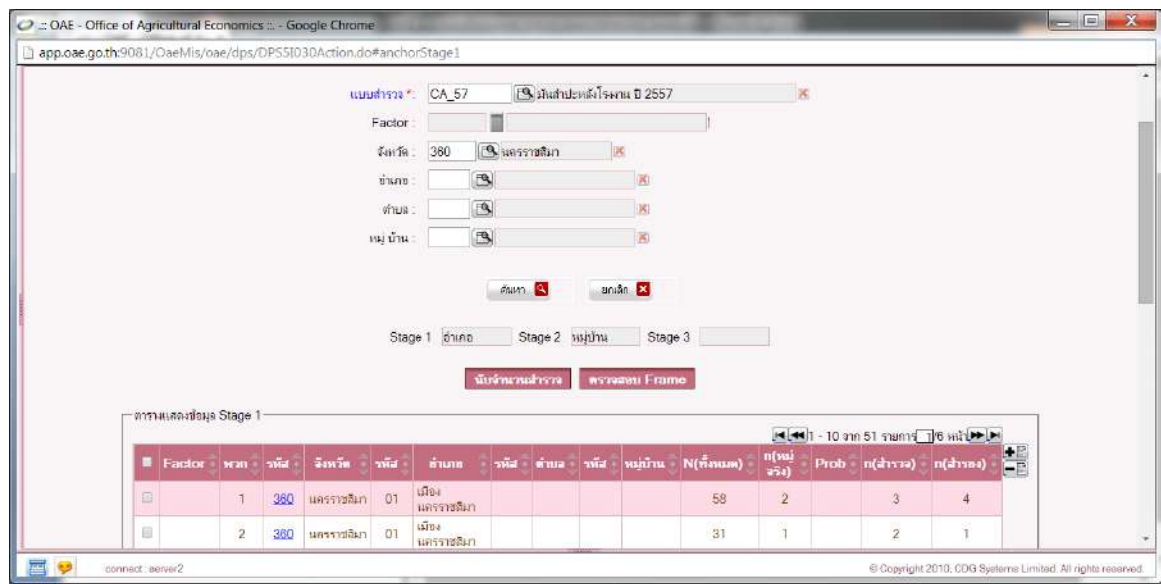 .:: OAE - Office of Agricultural Economics ::. - Google Chrome
app.oae.go.th:9081/OaeMis/oae/dps/DPS5I030Action.do#anchorStage1
แบบสำรวจ *: CA_57 มันสำปะหลังโรงงาน ปี 2557
Factor :
จังหวัด : 360 นครราชสีมา
อำเภอ :
ตำบล :
หมู่บ้าน :
ค้นหา ยกเลิก
Stage 1 อำเภอ Stage 2 หมู่บ้าน Stage 3
นับจำนวนสำรวจ ตรวจสอบ Frame
ตารางแสดงข้อมูล Stage 1
1 - 10 จาก 51 รายการ 1/6 หน้า
Factor พวก รหัส จังหวัด รหัส อำเภอ รหัส ตำบล รหัส หมู่บ้าน N(ทั้งหมด) n(หมู่จริง) Prob n(สำรวจ) n(สำรอง)
1 360 นครราชสีมา 01 เมืองนครราชสีมา 58 2 3 4
2 360 นครราชสีมา 01 เมืองนครราชสีมา 31 1 2 1
connect : server2 © Copyright 2010, CDG Systems Limited. All rights reserved.